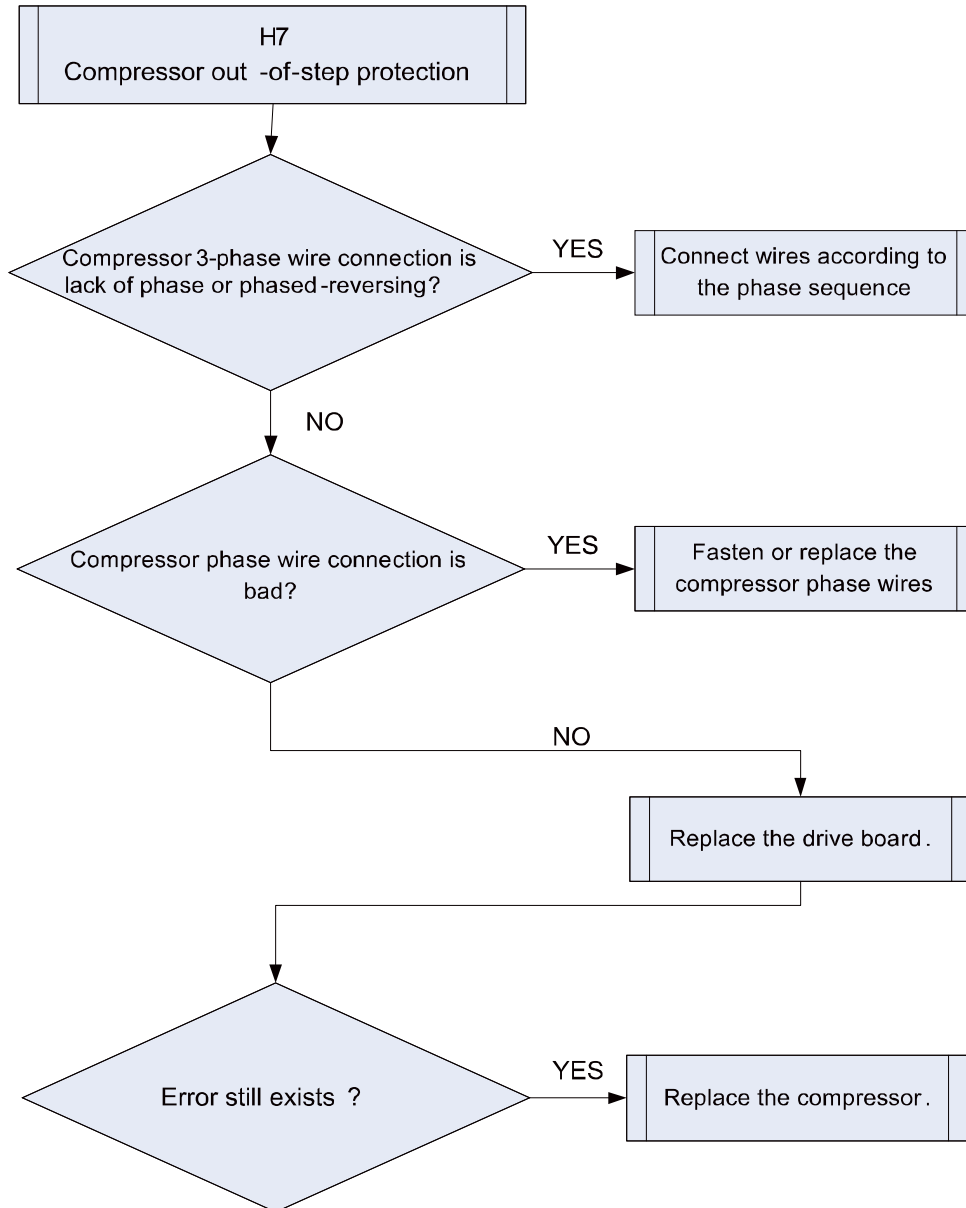 H7
Compressor out -of-step protection
Compressor 3-phase wire connection is
lack of phase or phased-reversing?
YES
Connect wires according to
the phase sequence
NO
Compressor phase wire connection is
bad?
YES
Fasten or replace the
compressor phase wires
NO
Replace the drive board.
Error still exists ?
YES
Replace the compressor.